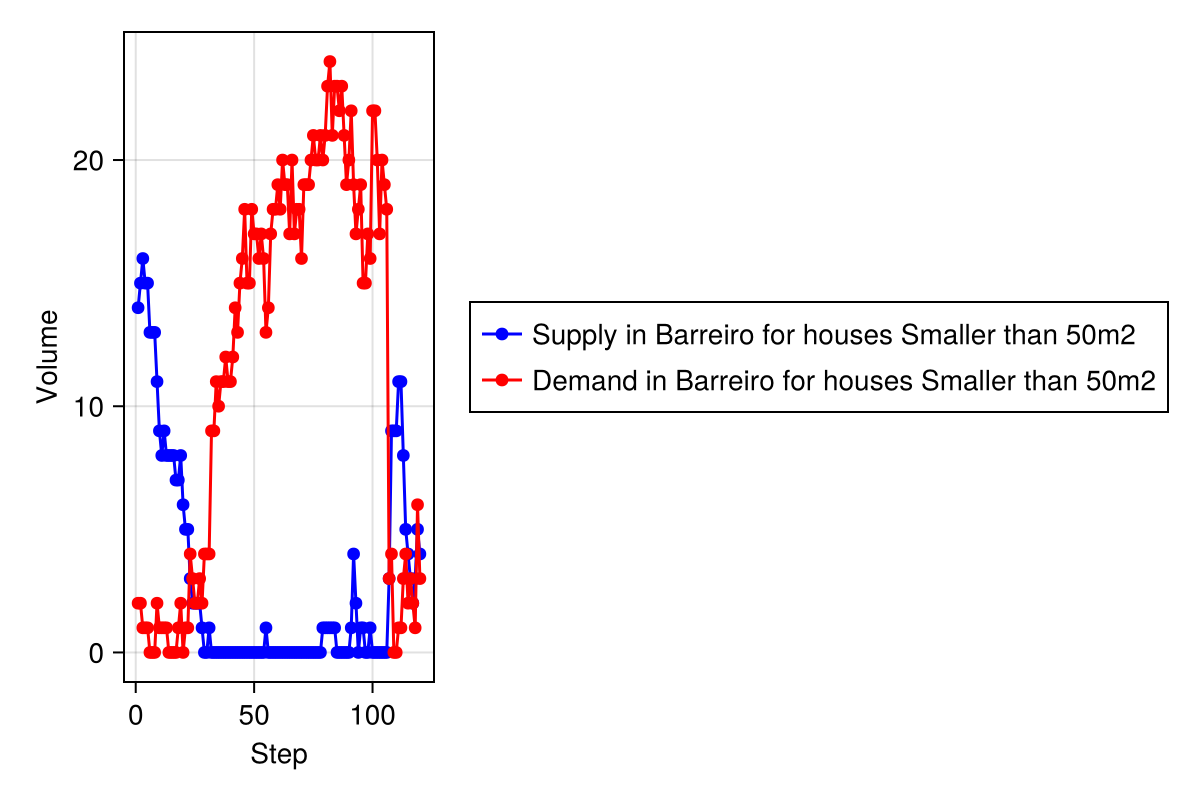 Volume
20
10
0
0 50 100
Step
Supply in Barreiro for houses Smaller than 50m2
Demand in Barreiro for houses Smaller than 50m2